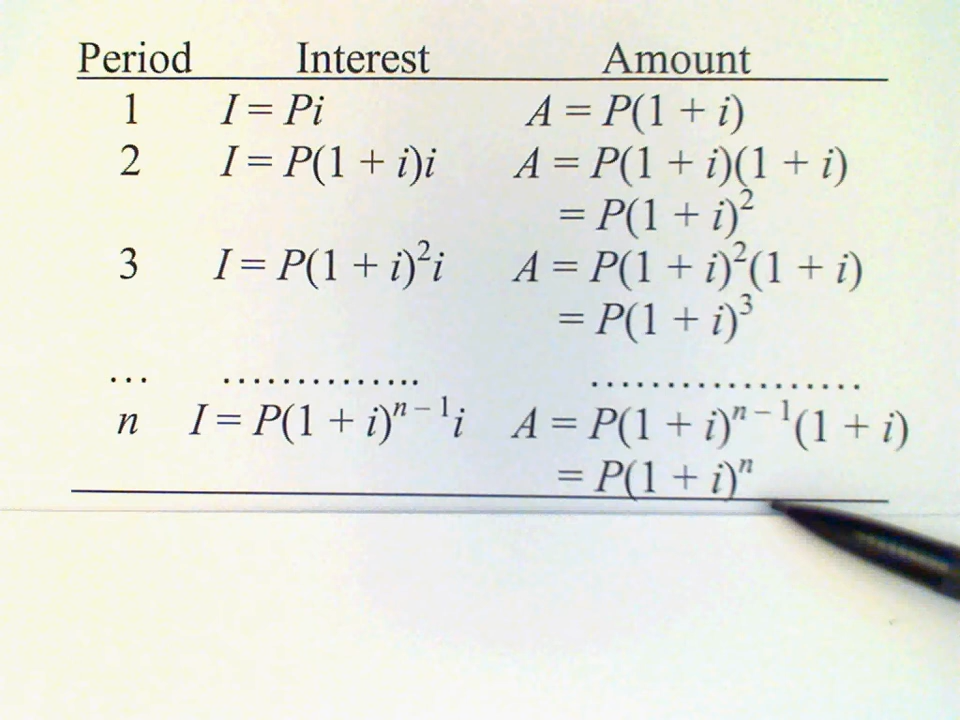 Period Interest Amount
1 I = Pi A = P(1 + i)
2 I = P(1 + i)i A = P(1 + i)(1 + i)
= P(1 + i)²
3 I = P(1 + i)²i A = P(1 + i)²(1 + i)
= P(1 + i)³
... .............. ...................
n I = P(1 + i)ⁿ⁻¹i A = P(1 + i)ⁿ⁻¹(1 + i)
= P(1 + i)ⁿ